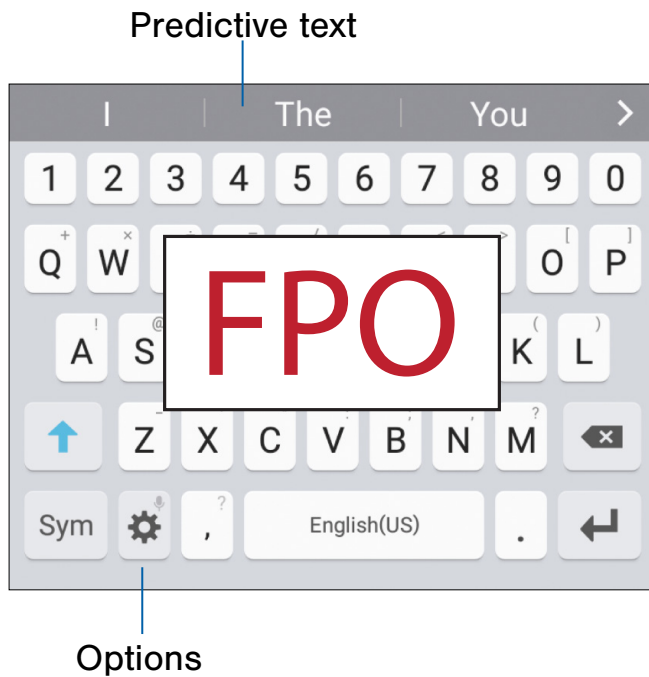 Predictive text
I The You >
1 2 3 4 5 6 7 8 9 0
+ × ÷ = / < > [ ]
Q W O P
! @ ( )
A S K L
FPO
- : ; , ?
Z X C V B N M
?
Sym , English(US) .
Options